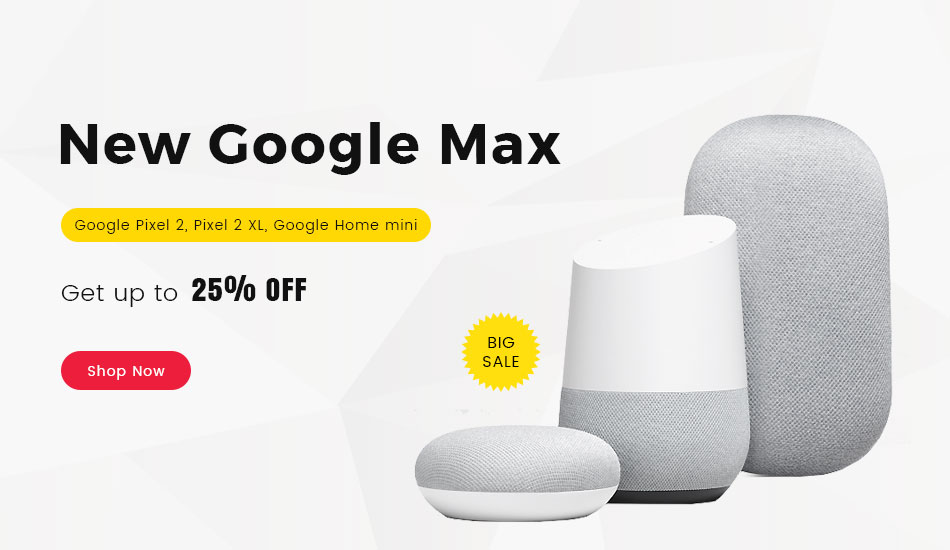 New Google Max
Google Pixel 2, Pixel 2 XL, Google Home mini
Get up to 25% OFF
BIG
SALE
Shop Now